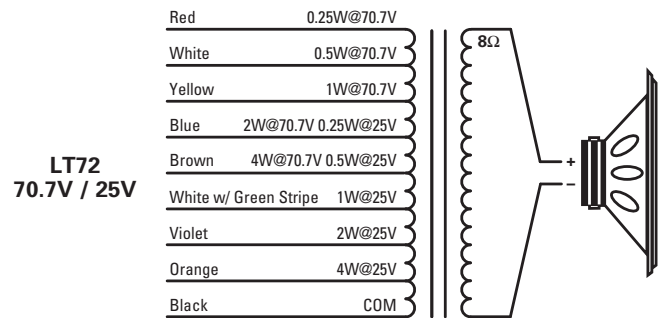 Red 0.25W@70.7V
8Ω
White 0.5W@70.7V
Yellow 1W@70.7V
Blue 2W@70.7V 0.25W@25V
Brown 4W@70.7V 0.5W@25V
LT72
70.7V / 25V
White w/ Green Stripe 1W@25V
Violet 2W@25V
Orange 4W@25V
Black COM
+
–